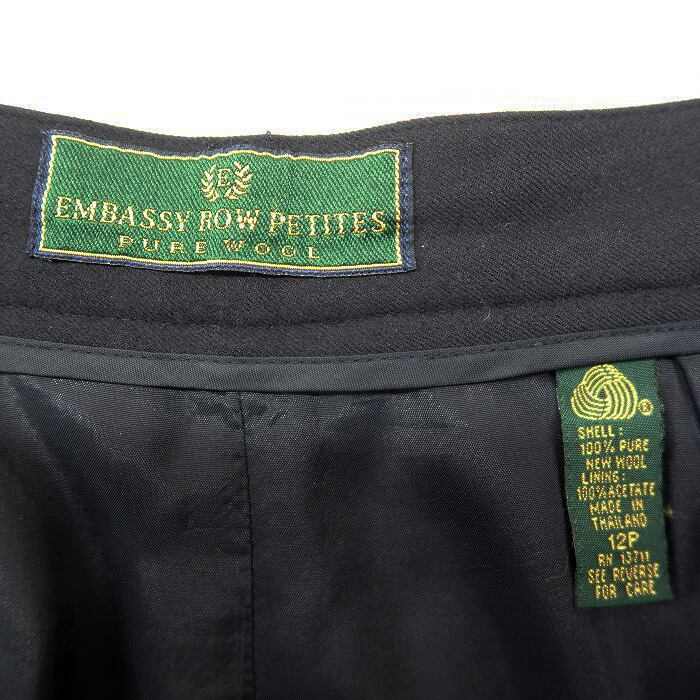 E
EMBASSY ROW PETITES
PURE WOOL
®
SHELL:
100% PURE
NEW WOOL
LINING:
100% ACETATE
MADE IN
THAILAND
12P
RN 13711
SEE REVERSE
FOR CARE